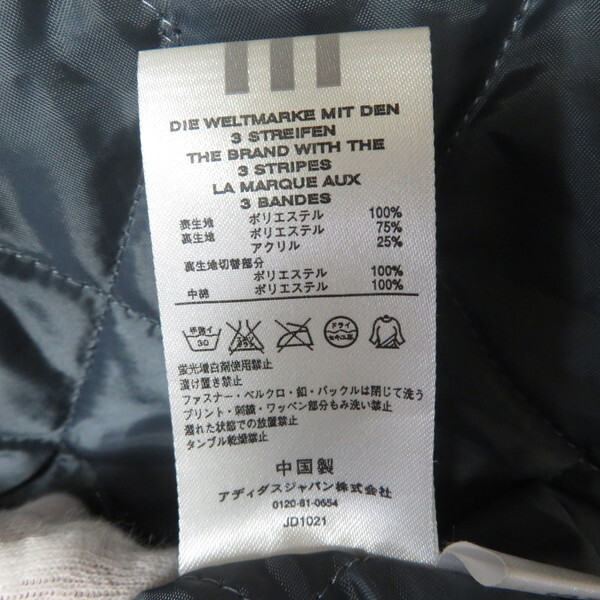 DIE WELTMARKE MIT DEN
3 STREIFEN
THE BRAND WITH THE
3 STRIPES
LA MARQUE AUX
3 BANDES
表生地 ポリエステル 100%
裏生地 ポリエステル 75%
アクリル 25%
裏生地切替部分
ポリエステル 100%
中綿 ポリエステル 100%
手洗イ 30 ドライ
蛍光増白剤使用禁止
漬け置き禁止
ファスナー・ベルクロ・釦・バックルは閉じて洗う
プリント・刺繍・ワッペン部分もみ洗い禁止
濡れた状態での放置禁止
タンブル乾燥禁止
中国製
アディダスジャパン株式会社
0120-81-0654
JD1021